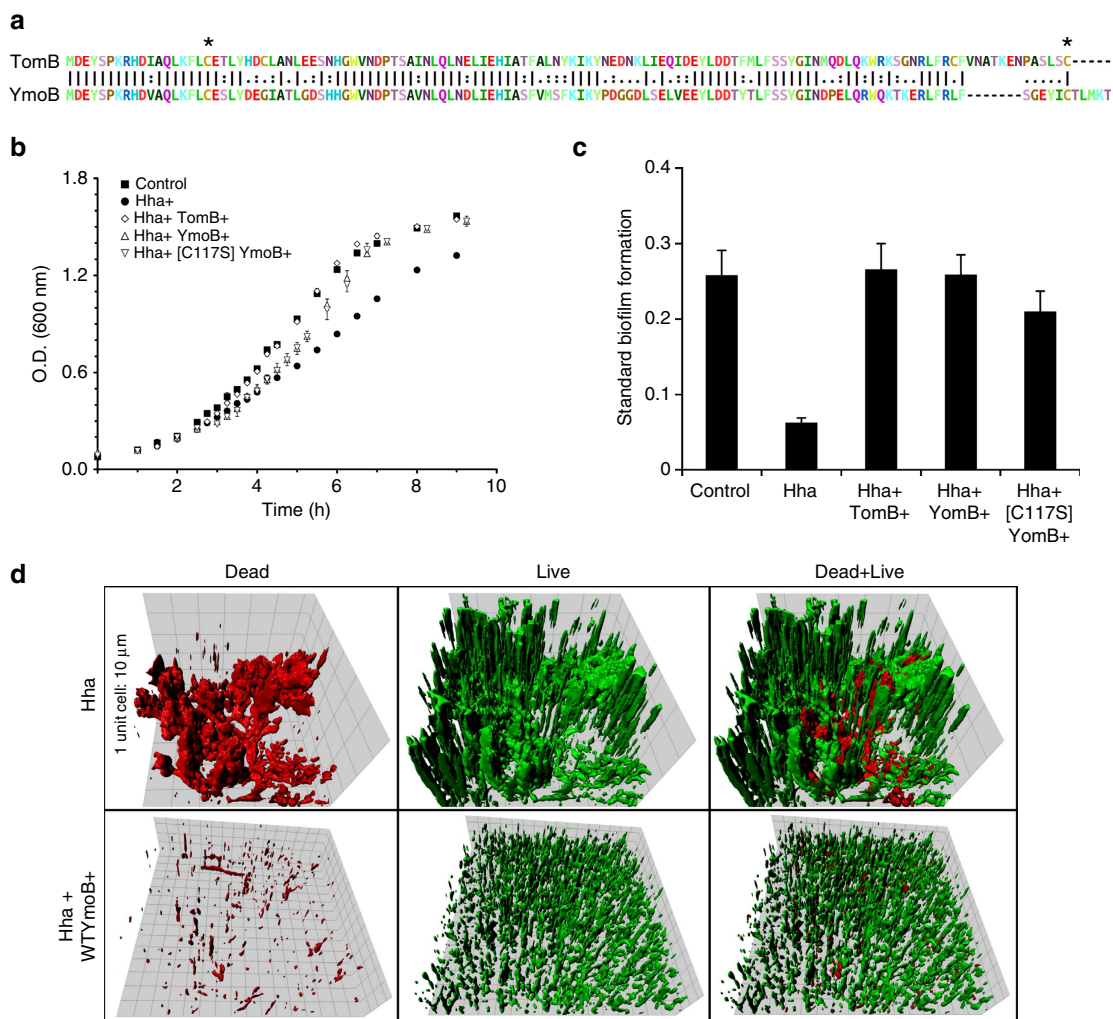 a
* *
TomB MDEYSPKRHDIAQLKFLCETLYHDCLANLEESNHGWVNDPTSAINLQLNELIEHIATFALNYKIKYNEDNKLIEQIDEYLDDTFMLFSSYGINMQDLQKWRKSGNRLFRCFVNATKENPASLSC-----
YmoB MDEYSPKRHDVAQLKFLCESLYDEGIATLGDSHHGWVNDPTSAVNLQLNDLIEHIASFVMSFKIKYPDGGDLSELVEEYLDDTYTLFSSYGINDPELQRWQKTKERLFRLF-------SGEYICTLMKT
b
1.8
1.2
0.6
0.0
O.D. (600 nm)
Control
Hha+
Hha+ TomB+
Hha+ YmoB+
Hha+ [C117S] YmoB+
2 4 6 8 10
Time (h)
c
0.4
0.3
0.2
0.1
0
Standard biofilm formation
Control
Hha
Hha+
TomB+
Hha+
YomB+
Hha+
[C117S]
YomB+
d
Dead Live Dead+Live
Hha
1 unit cell: 10 μm
Hha +
WTYmoB+